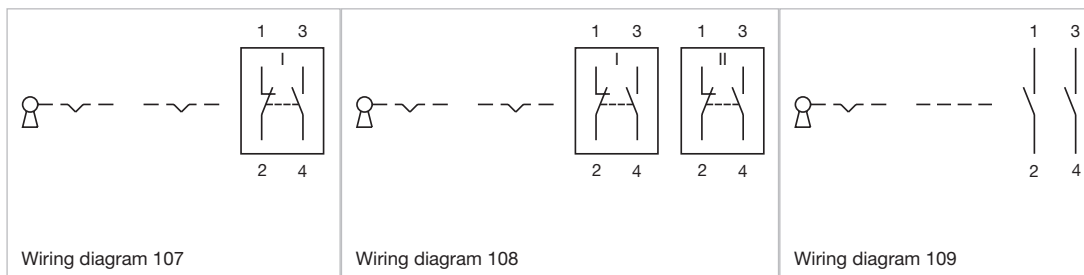 1 3
I
2 4
Wiring diagram 107
1 3 1 3
I II
2 4 2 4
Wiring diagram 108
1 3
2 4
Wiring diagram 109